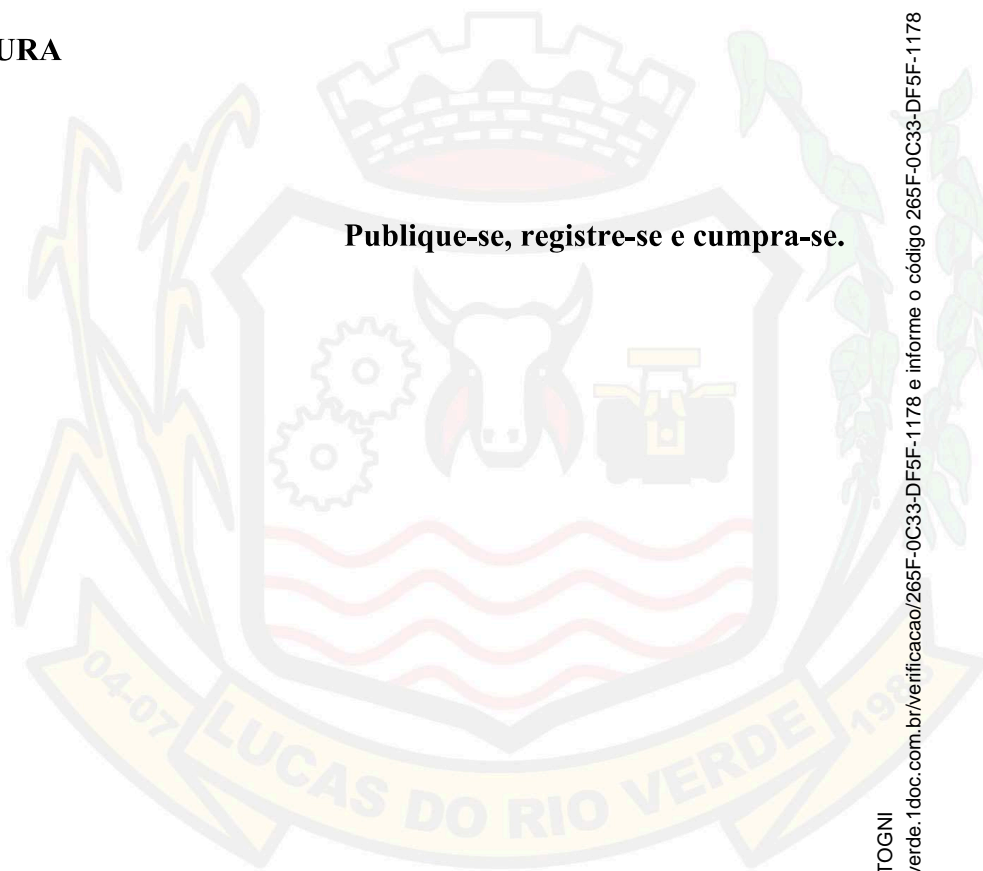 URA
Publique-se, registre-se e cumpra-se.
04-07 LUCAS DO RIO VERDE 1988
TOGNI
verde.1doc.com.br/verificacao/265F-0C33-DF5F-1178 e informe o código 265F-0C33-DF5F-1178